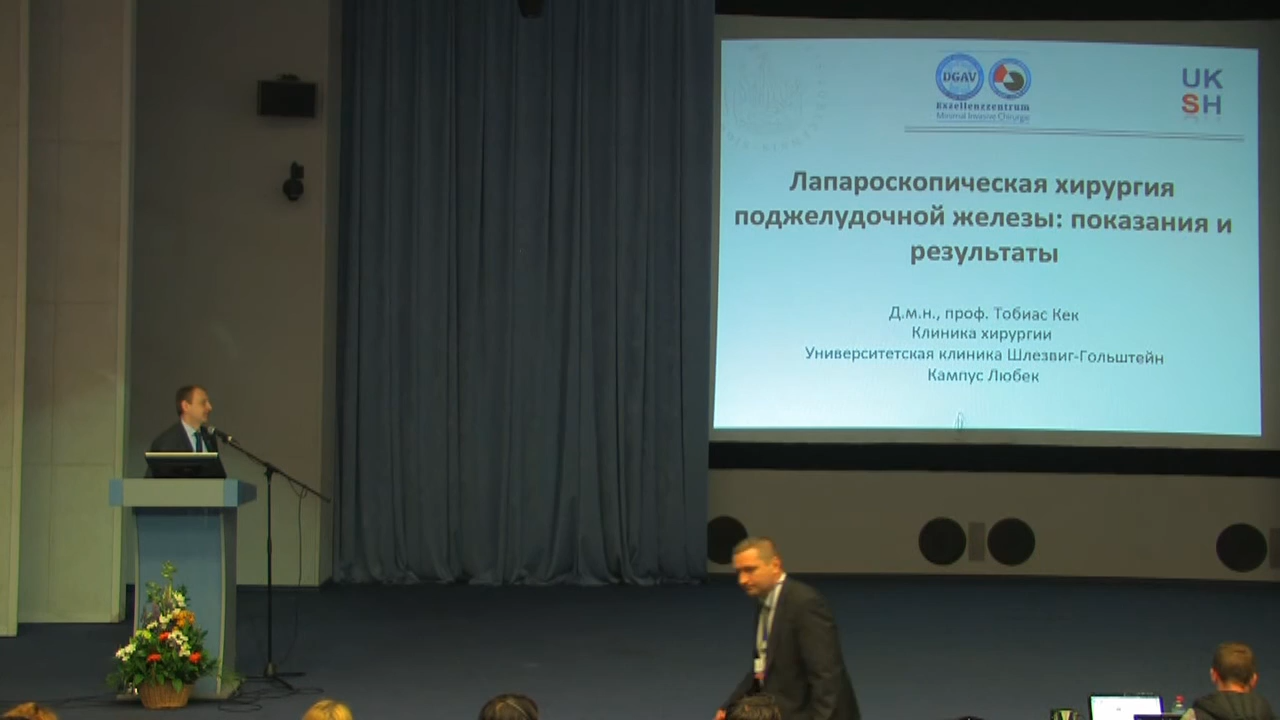 DGAV
Exzellenzzentrum
Minimal Invasive Chirurgie
UK
SH
Лапароскопическая хирургия
поджелудочной железы: показания и
результаты
Д.м.н., проф. Тобиас Кек
Клиника хирургии
Университетская клиника Шлезвиг-Гольштейн
Кампус Любек